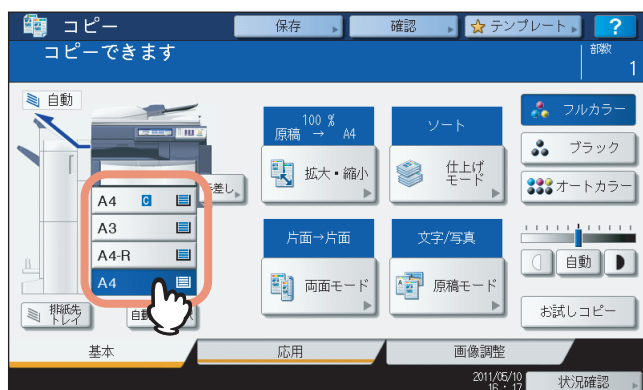 コピー
保存
確認
テンプレート
?
コピーできます
部数
1
自動
100 %
原稿 → A4
拡大・縮小
ソート
仕上げ
モード
フルカラー
ブラック
オートカラー
差し
A4 C
A3
A4-R
A4
片面→片面
両面モード
文字/写真
原稿モード
自動
お試しコピー
排紙先
トレイ
自動
基本
応用
画像調整
2011/05/10
16 : 17
状況確認